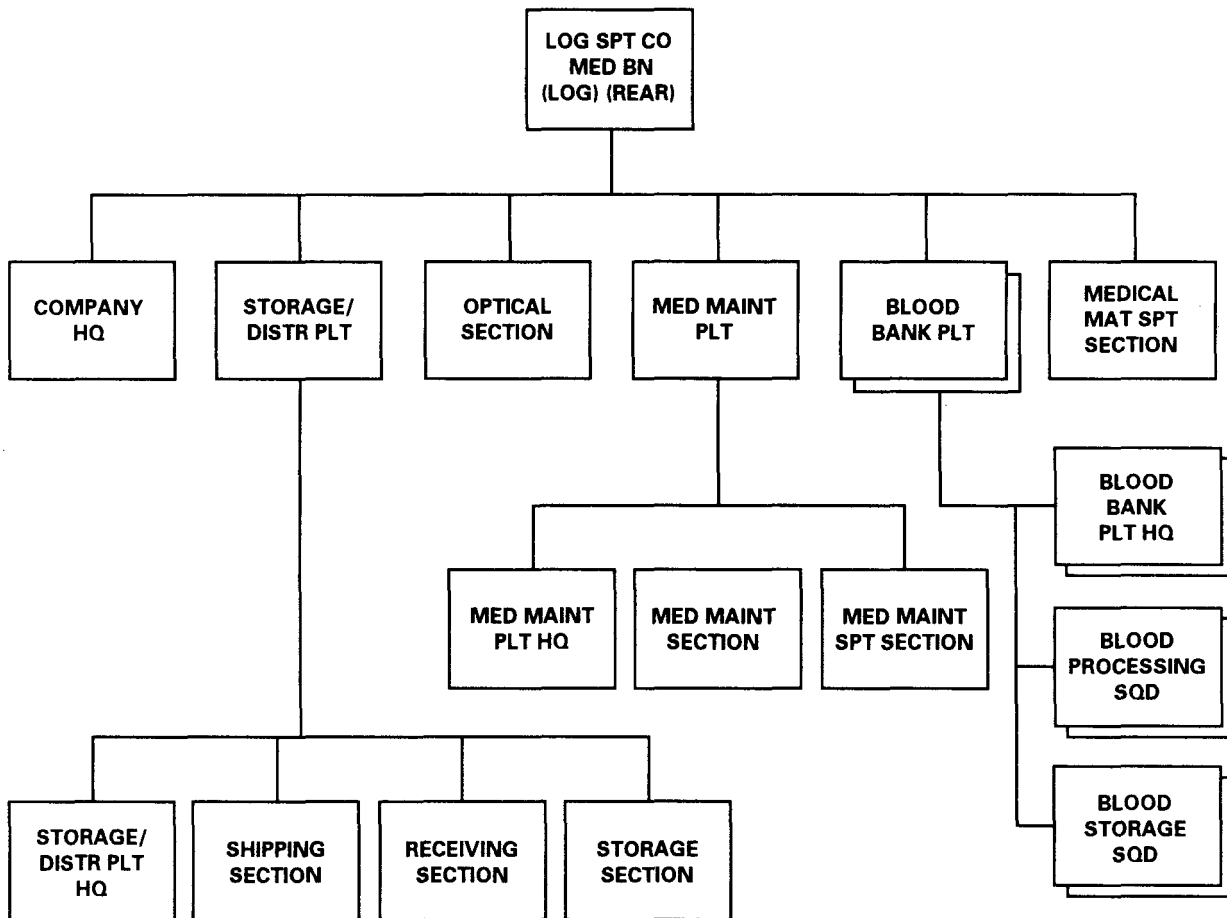 LOG SPT CO
MED BN
(LOG) (REAR)
COMPANY
HQ
STORAGE/
DISTR PLT
OPTICAL
SECTION
MED MAINT
PLT
BLOOD
BANK PLT
MEDICAL
MAT SPT
SECTION
BLOOD
BANK
PLT HQ
MED MAINT
PLT HQ
MED MAINT
SECTION
MED MAINT
SPT SECTION
BLOOD
PROCESSING
SQD
BLOOD
STORAGE
SQD
STORAGE/
DISTR PLT
HQ
SHIPPING
SECTION
RECEIVING
SECTION
STORAGE
SECTION